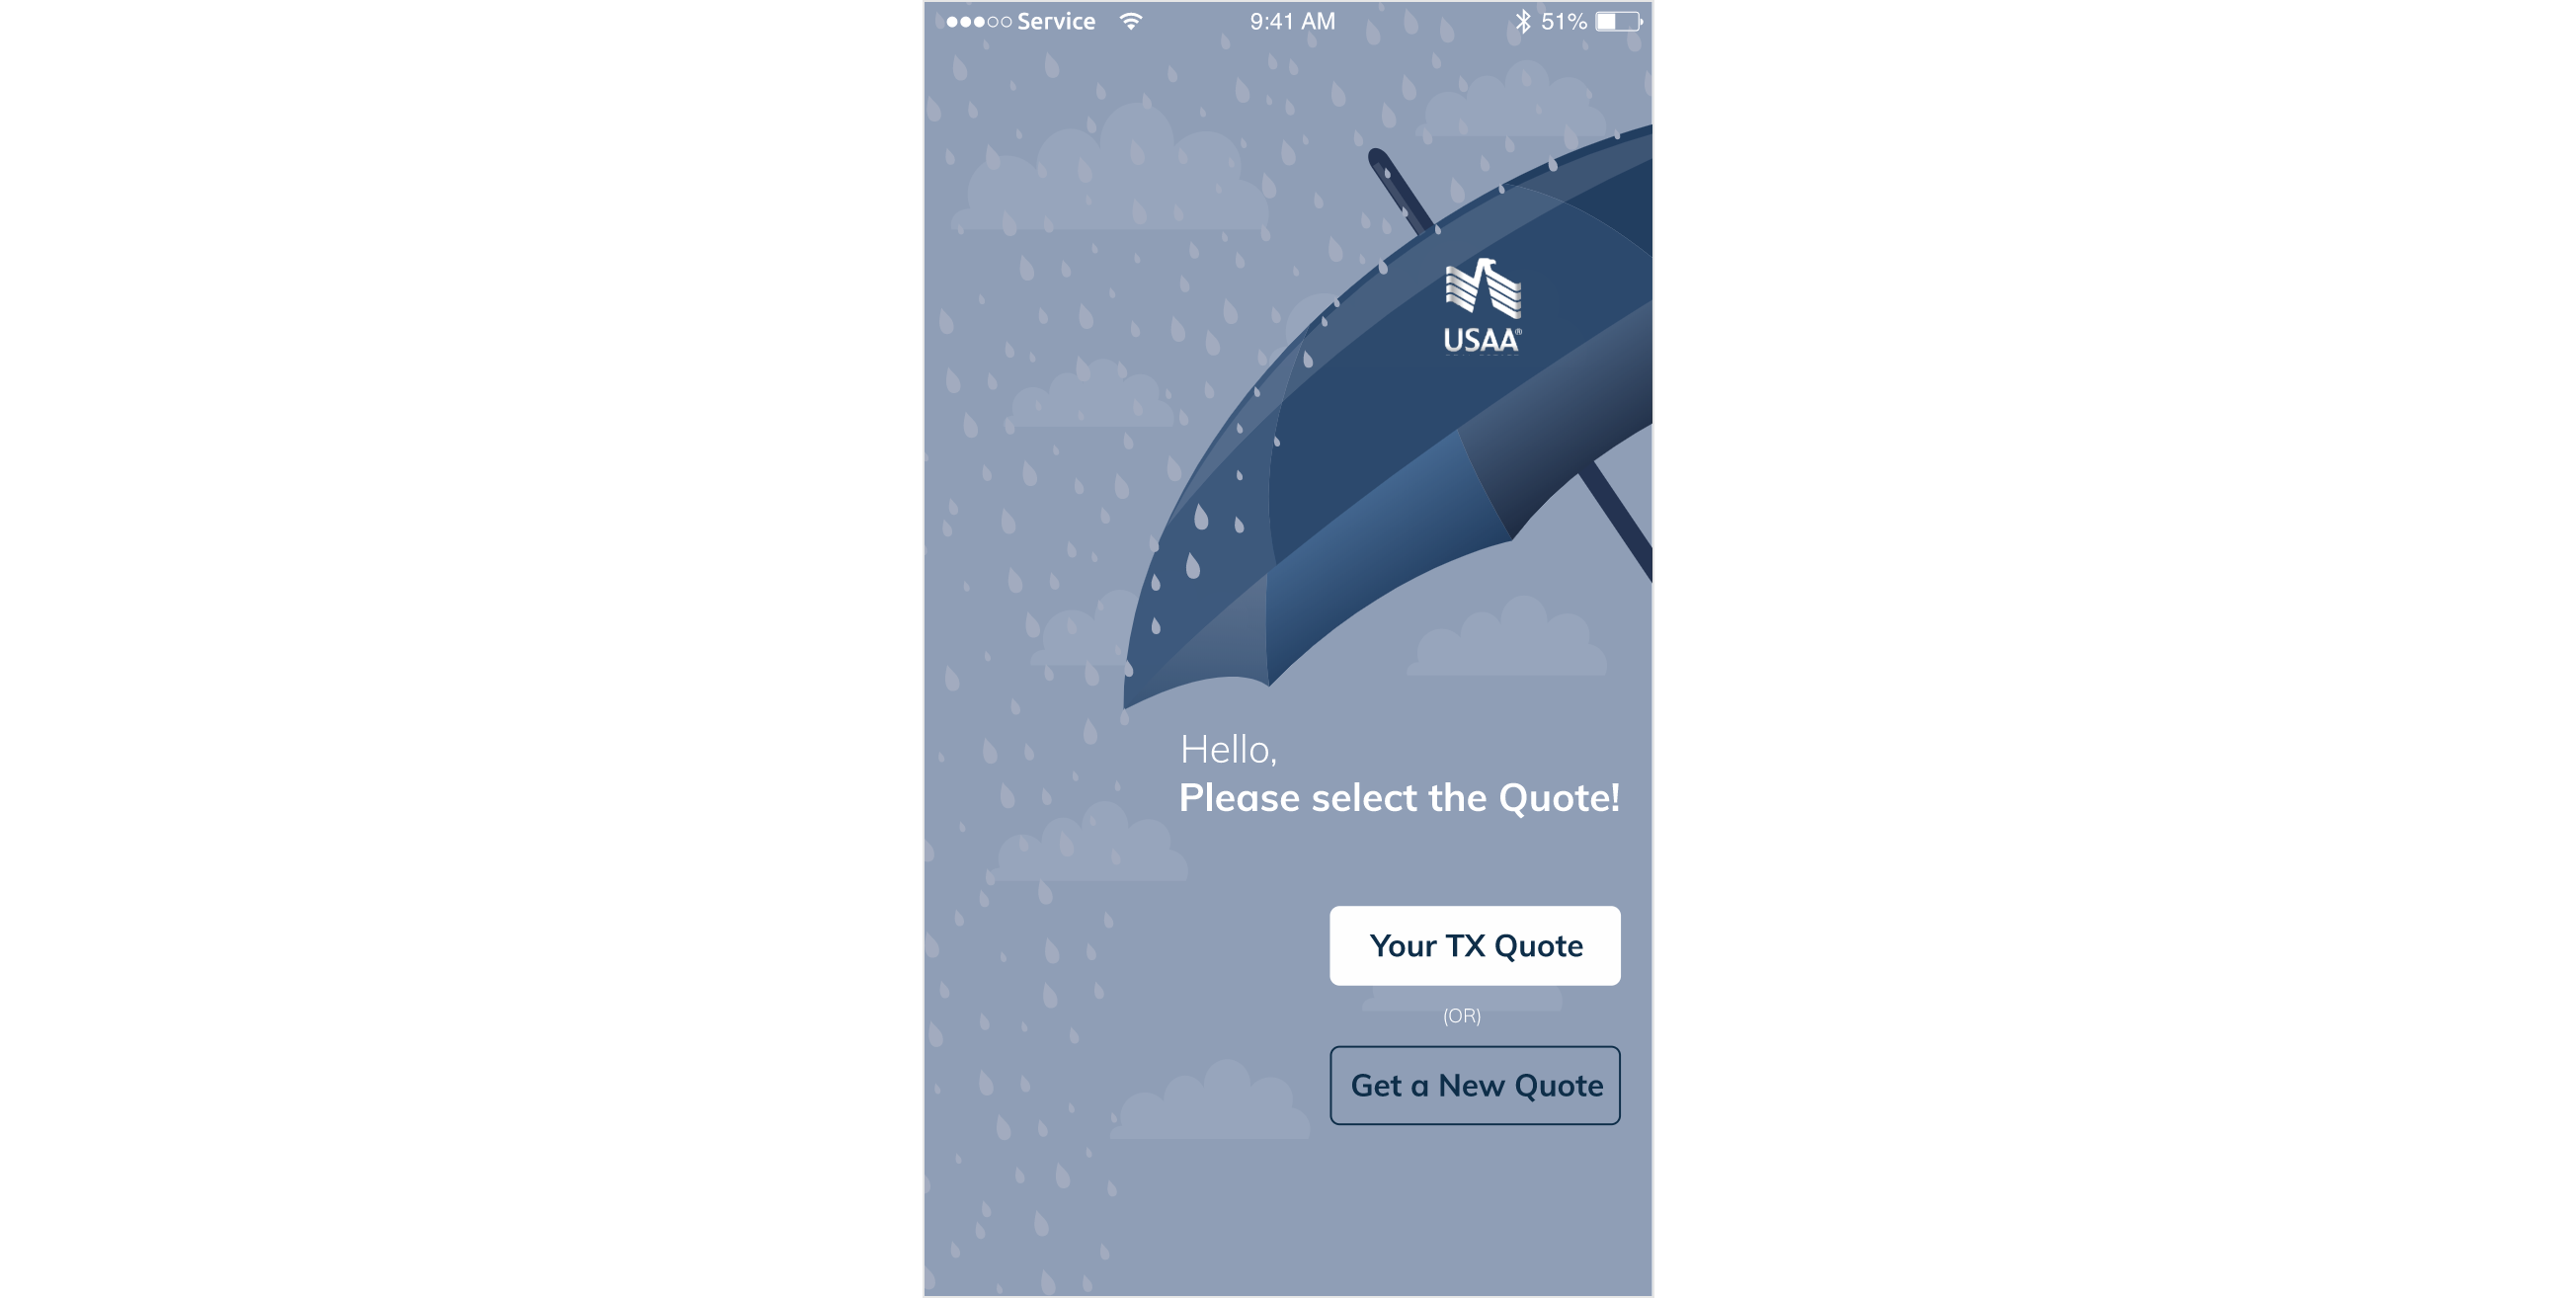 Service 9:41 AM 51%
USAA®
Hello,
Please select the Quote!
Your TX Quote
(OR)
Get a New Quote